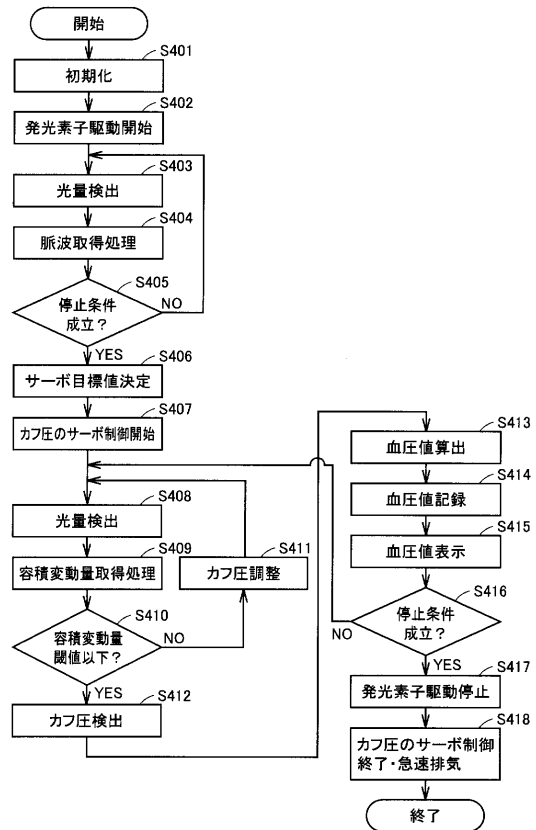 開始
S401
初期化
S402
発光素子駆動開始
S403
光量検出
S404
脈波取得処理
S405
停止条件
成立？
NO
YES
S406
サーボ目標値決定
S407
カフ圧のサーボ制御開始
S408
光量検出
S409
容積変動量取得処理
S410
容積変動量
閾値以下？
NO
S411
カフ圧調整
YES
S412
カフ圧検出
S413
血圧値算出
S414
血圧値記録
S415
血圧値表示
S416
停止条件
成立？
NO
YES
S417
発光素子駆動停止
S418
カフ圧のサーボ制御
終了・急速排気
終了